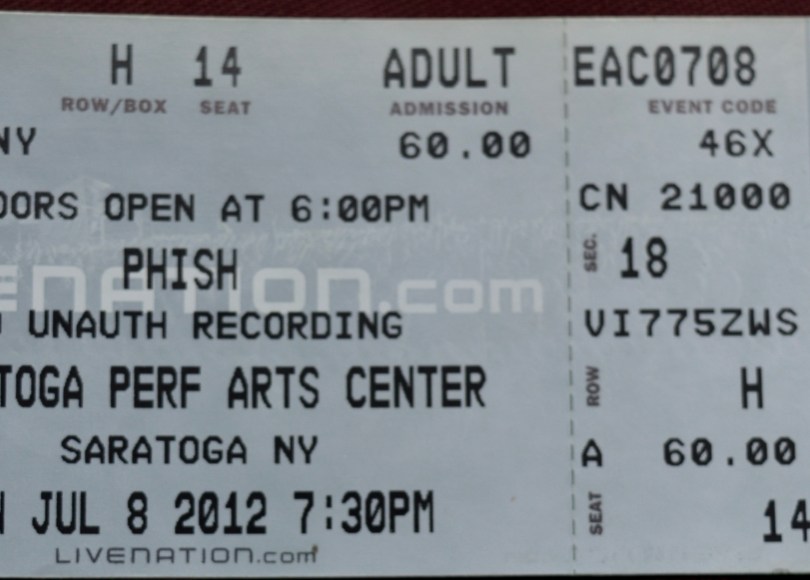 H 14 ADULT EAC0708
ROW/BOX SEAT ADMISSION EVENT CODE
NY 60.00 46X
OORS OPEN AT 6:00PM CN 21000
PHISH SEC. 18
ENATION.com
UNAUTH RECORDING VI775ZWS
TOGA PERF ARTS CENTER ROW H
SARATOGA NY A 60.00
JUL 8 2012 7:30PM SEAT 14
LIVENATION.com